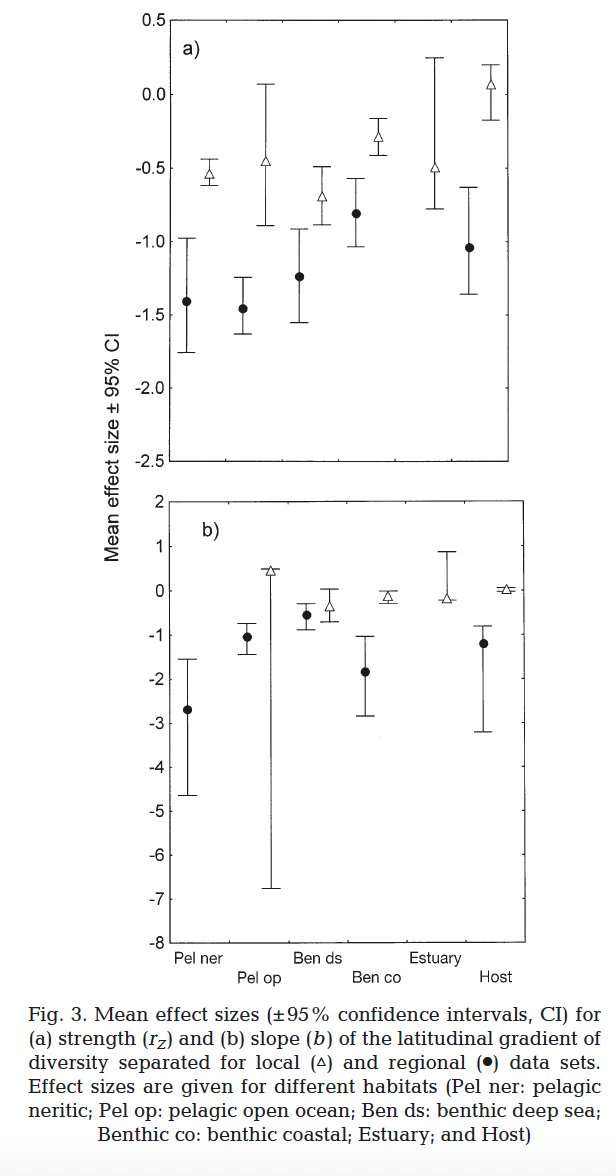 0.5
a)
0.0
-0.5
-1.0
-1.5
-2.0
-2.5
Mean effect size ± 95% CI
2
b)
1
0
-1
-2
-3
-4
-5
-6
-7
-8
Pel ner
Ben ds
Estuary
Pel op
Ben co
Host
Fig. 3. Mean effect sizes (±95% confidence intervals, CI) for
(a) strength (rZ) and (b) slope (b) of the latitudinal gradient of
diversity separated for local (△) and regional (●) data sets.
Effect sizes are given for different habitats (Pel ner: pelagic
neritic; Pel op: pelagic open ocean; Ben ds: benthic deep sea;
Benthic co: benthic coastal; Estuary; and Host)